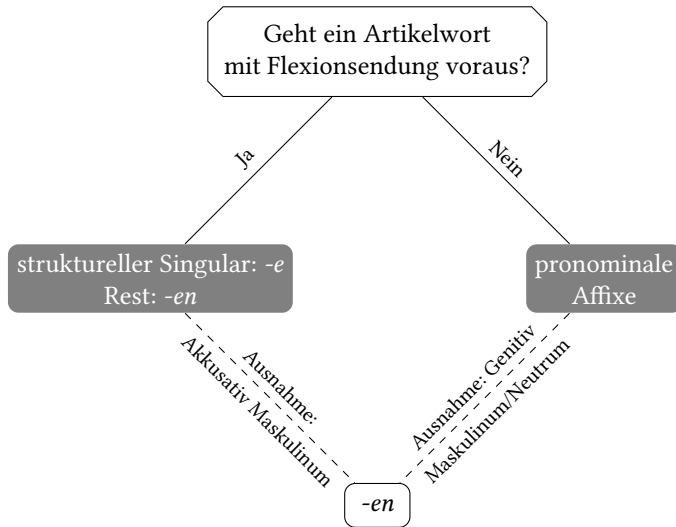 Geht ein Artikelwort
mit Flexionsendung voraus?
Ja
Nein
struktureller Singular: -e
Rest: -en
pronominale
Affixe
Ausnahme:
Akkusativ Maskulinum
Ausnahme: Genitiv
Maskulinum/Neutrum
-en